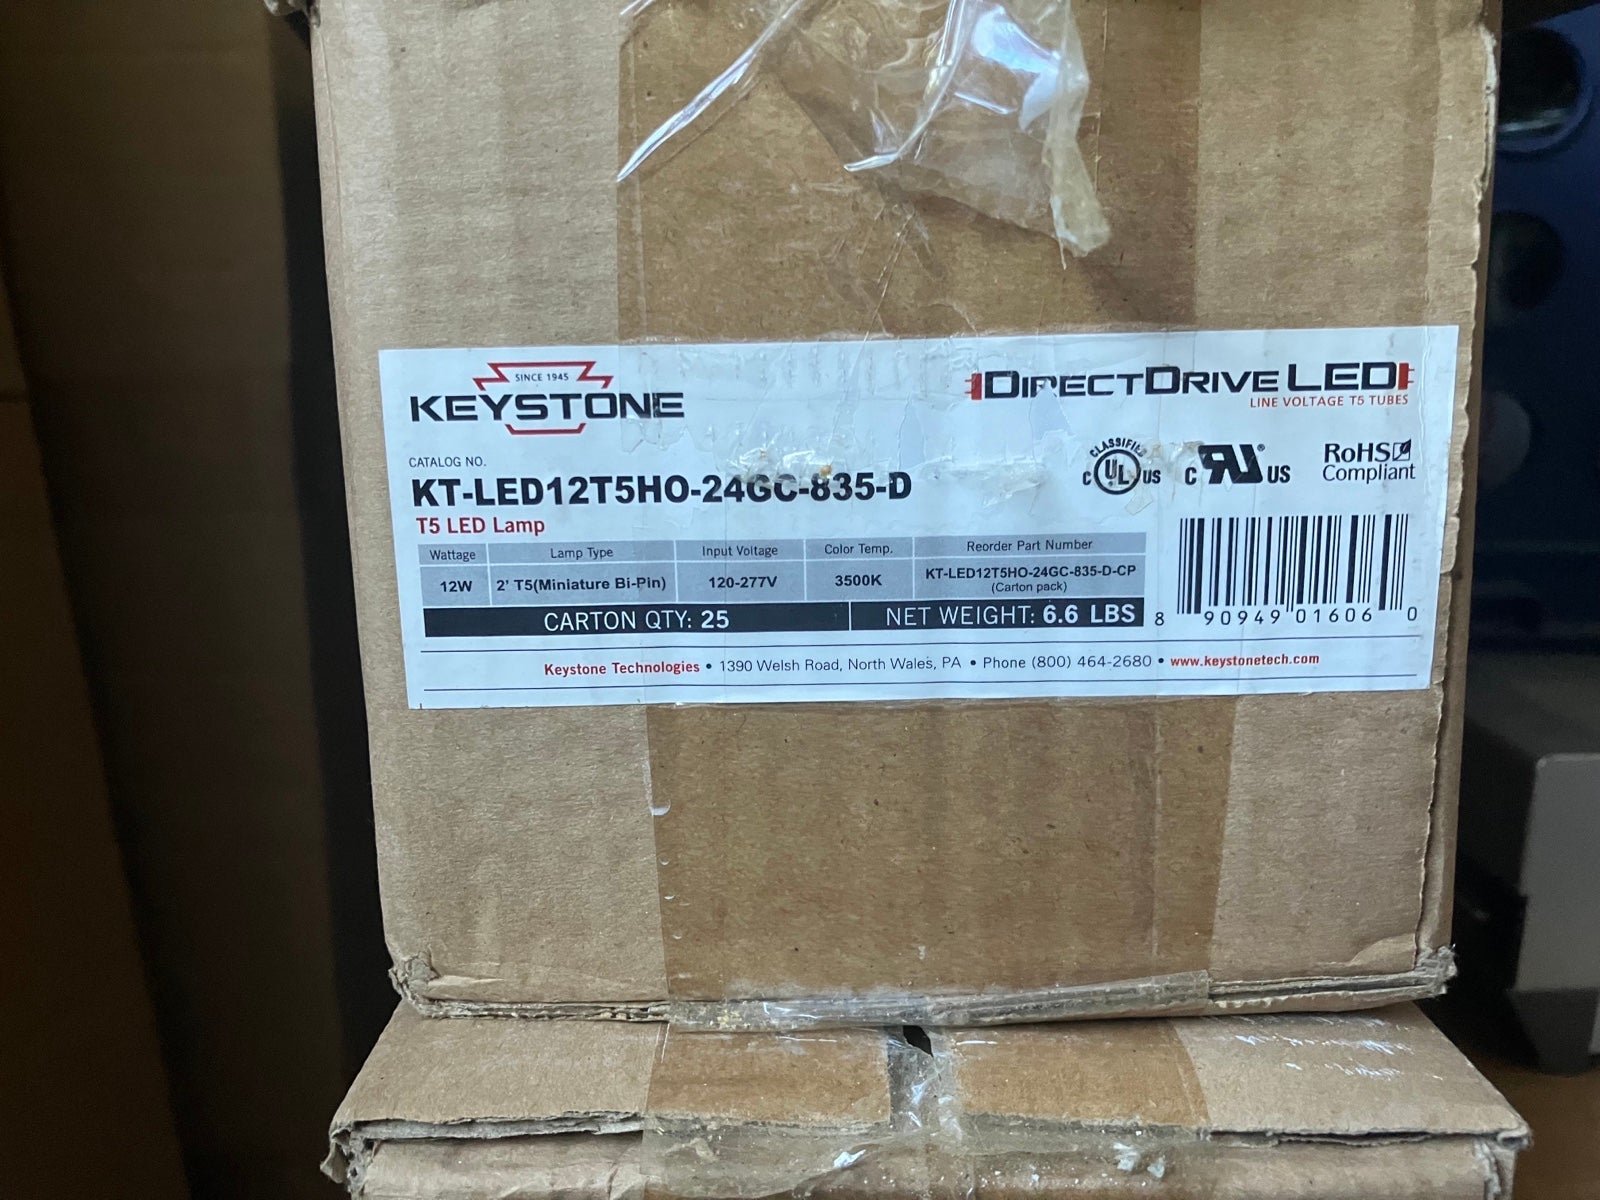 SINCE 1945
KEYSTONE
DIRECTDRIVE LED
LINE VOLTAGE T5 TUBES
CATALOG NO.
KT-LED12T5HO-24GC-835-D
T5 LED Lamp
CLASSIFIED
C UL US
C RU ® US
RoHS
Compliant
Wattage Lamp Type Input Voltage Color Temp. Reorder Part Number
12W 2' T5(Miniature Bi-Pin) 120-277V 3500K KT-LED12T5HO-24GC-835-D-CP
(Carton pack)
CARTON QTY: 25 NET WEIGHT: 6.6 LBS
8 90949 01606 0
Keystone Technologies • 1390 Welsh Road, North Wales, PA • Phone (800) 464-2680 • www.keystonetech.com